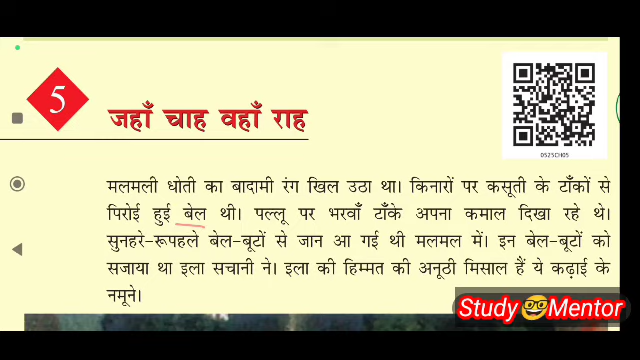 5
जहाँ चाह वहाँ राह
0525CH05
मलमली धोती का बादामी रंग खिल उठा था। किनारों पर कसूती के टाँकों से
पिरोई हुई बेल थी। पल्लू पर भरवाँ टाँके अपना कमाल दिखा रहे थे।
सुनहरे-रूपहले बेल-बूटों से जान आ गई थी मलमल में। इन बेल-बूटों को
सजाया था इला सचानी ने। इला की हिम्मत की अनूठी मिसाल हैं ये कढ़ाई के
नमूने।
Study Mentor